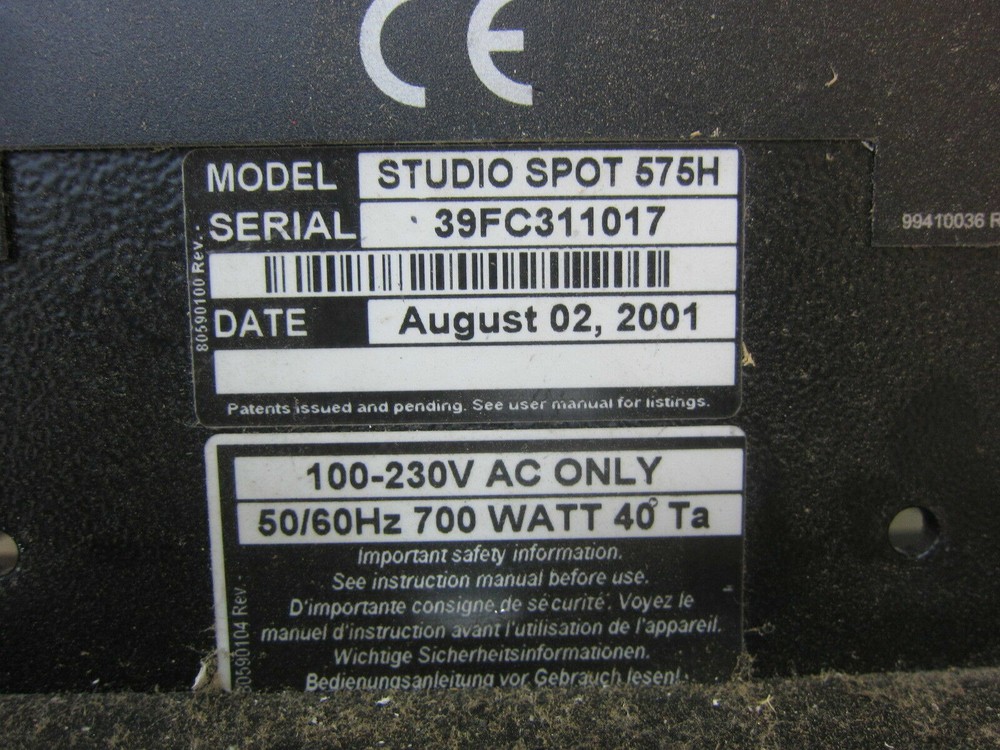 CE
MODEL STUDIO SPOT 575H
SERIAL 39FC311017
DATE August 02, 2001
Patents issued and pending. See user manual for listings.
80590100 Rev. -
99410036 R
100-230V AC ONLY
50/60Hz 700 WATT 40° Ta
Important safety information.
See instruction manual before use.
D'importante consigne de sécurité. Voyez le
manuel d'instruction avant l'utilisation de l'appareil.
Wichtige Sicherheitsinformationen.
Bedienungsanleitung vor Gebrauch lesen!
80590104 Rev. -